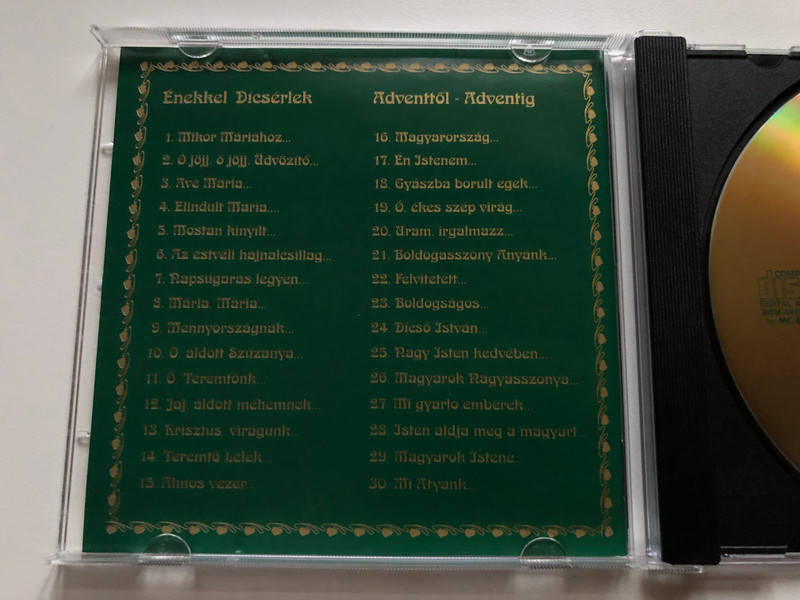 Énekkel Dícsérlek
1. Mikor Máriához...
2. Ó jöjj, ó jöjj, Üdvözítő...
3. Ave Mária...
4. Elindult Mária....
5. Mostan kinyílt...
6. Az estvéli hajnalcsillag...
7. Napsugaras legyen...
8. Mária, Mária...
9. Mennyországnak...
10. Ó, áldott Szűzanya...
11. Ó, Teremtőnk...
12. Jaj, áldott méhemnek...
13. Krisztus, virágunk...
14. Teremtő Lélek...
15. Álmos vezér...
Adventtől - Adventig
16. Magyarország...
17. Én Istenem...
18. Gyászba borult egek...
19. Ó, ékes szép virág...
20. Uram, irgalmazz...
21. Boldogasszony Anyánk...
22. Felvitetett...
23. Boldogságos...
24. Dicső István...
25. Nagy Isten kedvében...
26. Magyarok Nagyasszonya...
27. Mi gyarló emberek...
28. Isten áldja meg a magyart...
29. Magyarok Istene...
30. Mi Atyánk...